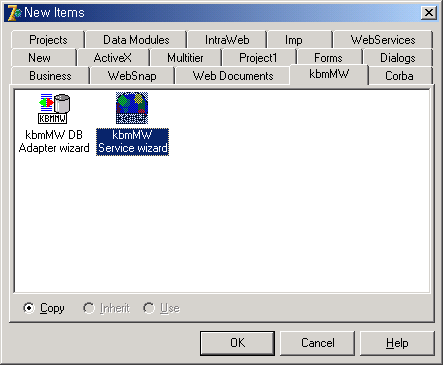 New Items
Projects Data Modules IntraWeb Imp WebServices
New ActiveX Multitier Project1 Forms Dialogs
Business WebSnap Web Documents kbmMW Corba
KBMMW
kbmMW DB Adapter wizard
kbmMW Service wizard
Copy Inherit Use
OK Cancel Help